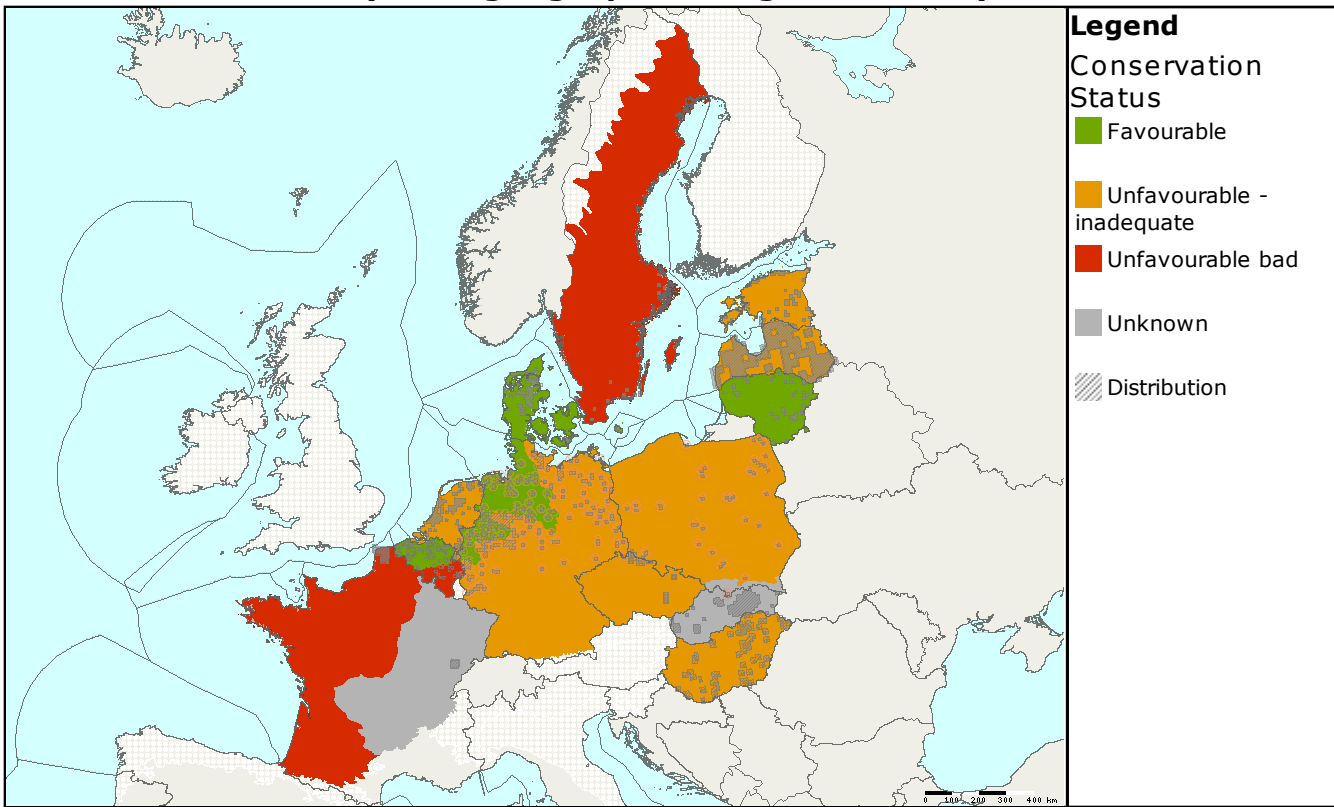 Legend
Conservation
Status
Favourable
Unfavourable -
inadequate
Unfavourable bad
Unknown
Distribution
0 100 200 300 400 km